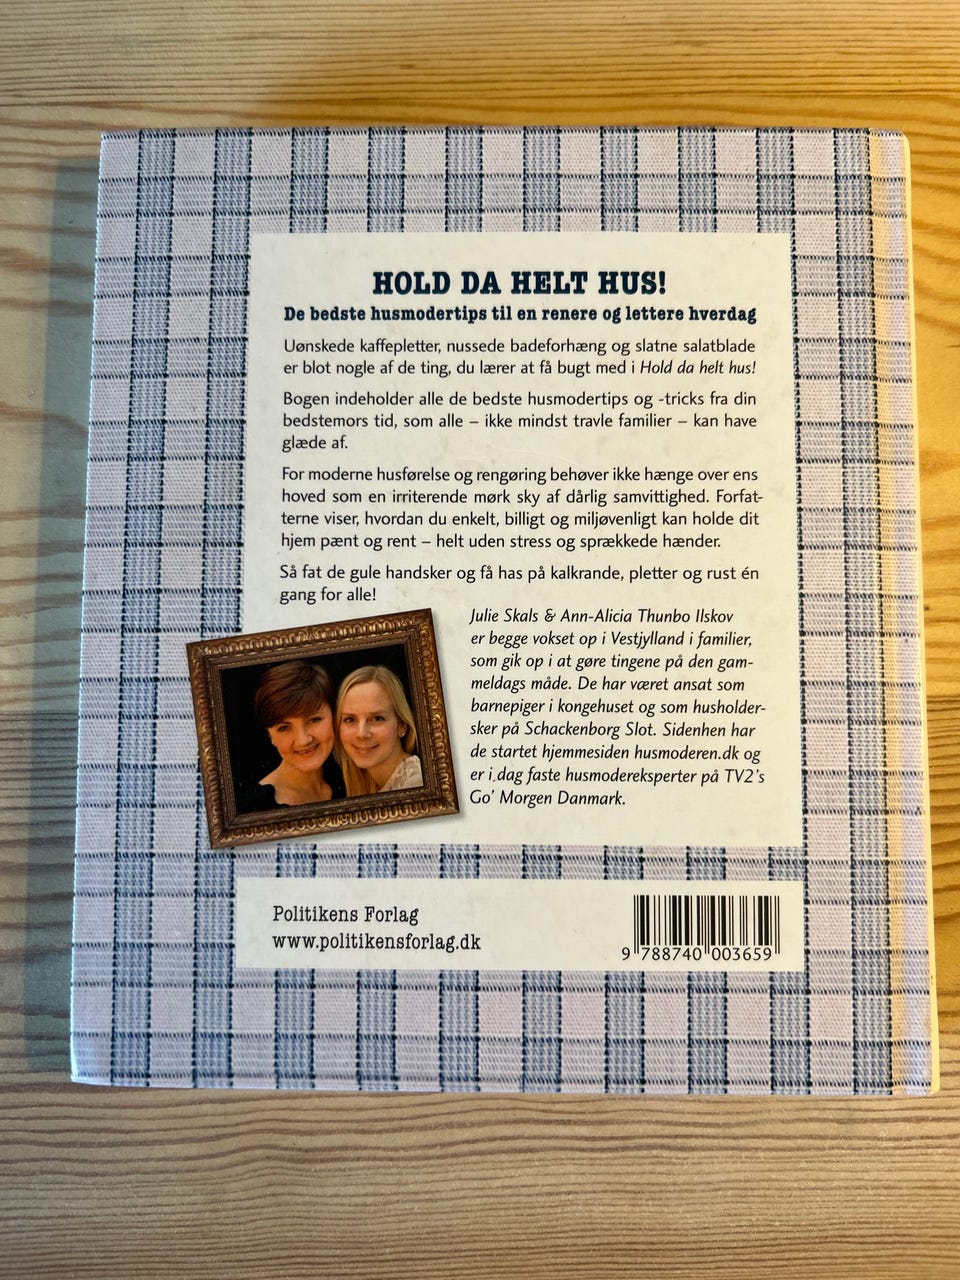 HOLD DA HELT HUS!
De bedste husmodertips til en renere og lettere hverdag
Uønskede kaffepletter, nussede badeforhæng og slatne salatblade
er blot nogle af de ting, du lærer at få bugt med i Hold da helt hus!
Bogen indeholder alle de bedste husmodertips og -tricks fra din
bedstemors tid, som alle – ikke mindst travle familier – kan have
glæde af.
For moderne husførelse og rengøring behøver ikke hænge over ens
hoved som en irriterende mørk sky af dårlig samvittighed. Forfat-
terne viser, hvordan du enkelt, billigt og miljøvenligt kan holde dit
hjem pænt og rent – helt uden stress og sprækkede hænder.
Så fat de gule handsker og få has på kalkrande, pletter og rust én
gang for alle!
Julie Skals & Ann-Alicia Thunbo Ilskov
er begge vokset op i Vestjylland i familier,
som gik op i at gøre tingene på den gam-
meldags måde. De har været ansat som
barnepiger i kongehuset og som husholder-
sker på Schackenborg Slot. Sidenhen har
de startet hjemmesiden husmoderen.dk og
er i dag faste husmodereksperter på TV2's
Go' Morgen Danmark.
Politikens Forlag
www.politikensforlag.dk
9 788740 003659